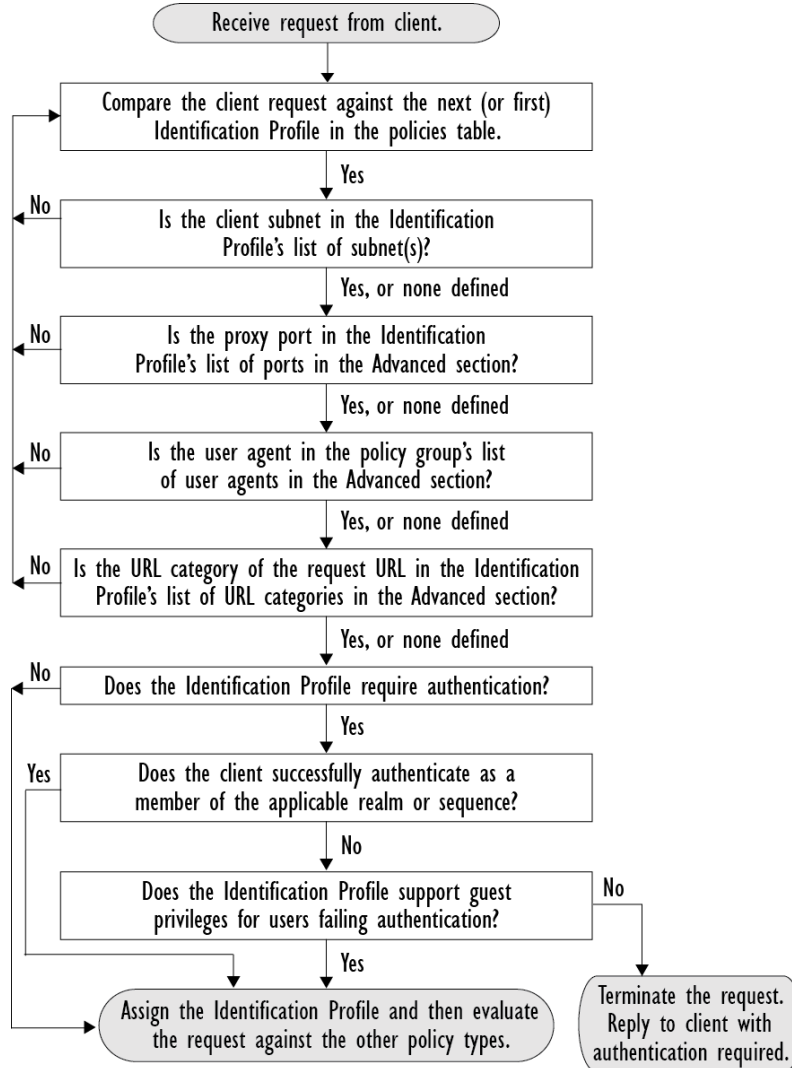 Receive request from client.
Compare the client request against the next (or first)
Identification Profile in the policies table.
Yes
No
Is the client subnet in the Identification
Profile's list of subnet(s)?
Yes, or none defined
No
Is the proxy port in the Identification
Profile's list of ports in the Advanced section?
Yes, or none defined
No
Is the user agent in the policy group's list
of user agents in the Advanced section?
Yes, or none defined
No
Is the URL category of the request URL in the Identification
Profile's list of URL categories in the Advanced section?
Yes, or none defined
No
Does the Identification Profile require authentication?
Yes
Yes
Does the client successfully authenticate as a
member of the applicable realm or sequence?
No
Does the Identification Profile support guest
privileges for users failing authentication?
No
Yes
Assign the Identification Profile and then evaluate
the request against the other policy types.
Terminate the request.
Reply to client with
authentication required.